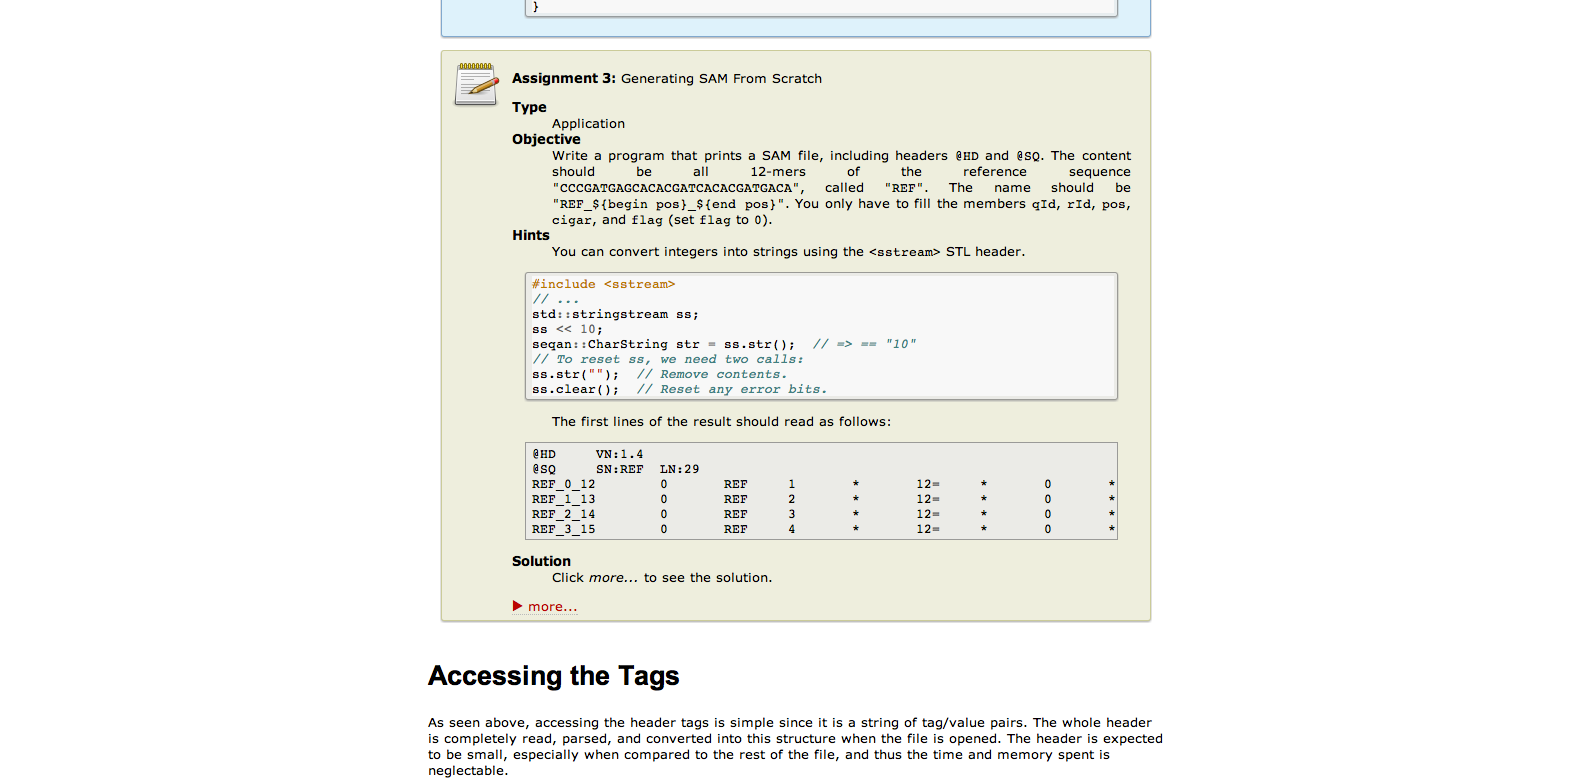 }
Assignment 3: Generating SAM From Scratch
Type
Application
Objective
Write a program that prints a SAM file, including headers @HD and @SQ. The content
should be all 12-mers of the reference sequence
"CCCGATGAGCACACGATCACACGATGACA", called "REF". The name should be
"REF_${begin pos}_${end pos}". You only have to fill the members qId, rId, pos,
cigar, and flag (set flag to 0).
Hints
You can convert integers into strings using the <sstream> STL header.
#include <sstream>
// ...
std::stringstream ss;
ss << 10;
seqan::CharString str = ss.str();  // => == "10"
// To reset ss, we need two calls:
ss.str("");  // Remove contents.
ss.clear();  // Reset any error bits.
The first lines of the result should read as follows:
@HD VN:1.4
@SQ SN:REF LN:29
REF_0_12 0 REF 1 * 12= * 0 *
REF_1_13 0 REF 2 * 12= * 0 *
REF_2_14 0 REF 3 * 12= * 0 *
REF_3_15 0 REF 4 * 12= * 0 *
Solution
Click more... to see the solution.
more...
Accessing the Tags
As seen above, accessing the header tags is simple since it is a string of tag/value pairs. The whole header
is completely read, parsed, and converted into this structure when the file is opened. The header is expected
to be small, especially when compared to the rest of the file, and thus the time and memory spent is
neglectable.